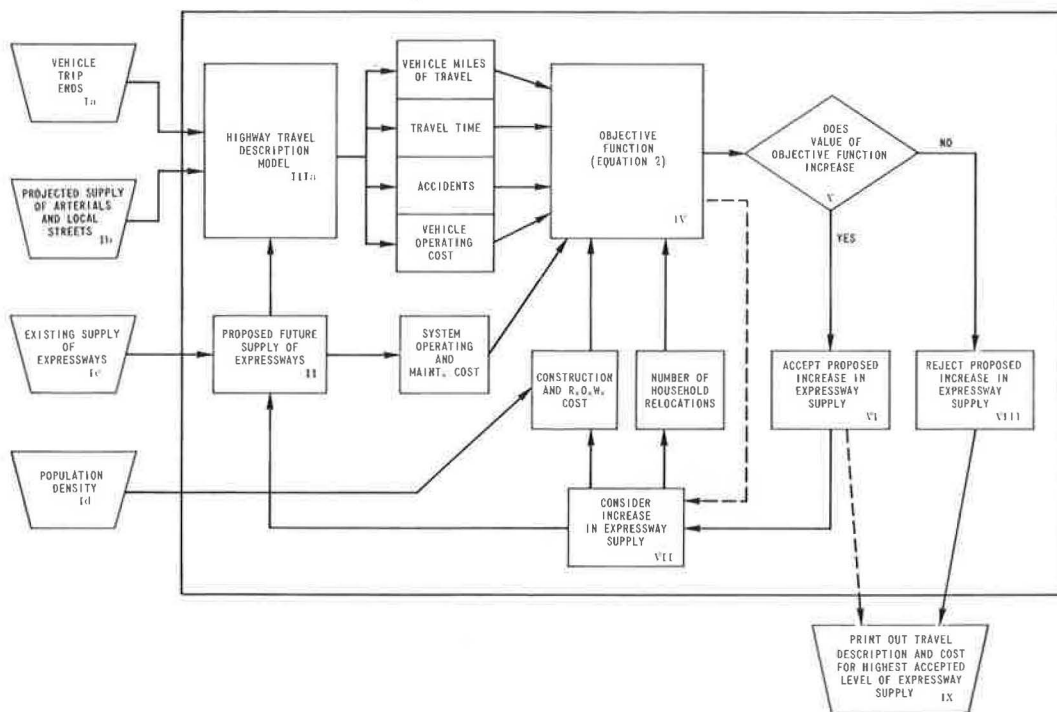 VEHICLE
TRIP
ENDS
Ia
PROJECTED SUPPLY
OF ARTERIALS
AND LOCAL
STREETS
Ib
EXISTING SUPPLY
OF
EXPRESSWAYS
Ic
POPULATION
DENSITY
Id
HIGHWAY TRAVEL
DESCRIPTION
MODEL
IIIa
PROPOSED FUTURE
SUPPLY
OF EXPRESSWAYS
II
VEHICLE MILES
OF TRAVEL
TRAVEL TIME
ACCIDENTS
VEHICLE
OPERATING
COST
SYSTEM
OPERATING
AND
MAINT. COST
OBJECTIVE
FUNCTION
(EQUATION 2)
IV
CONSTRUCTION
AND R.O.W.
COST
NUMBER OF
HOUSEHOLD
RELOCATIONS
CONSIDER
INCREASE
IN EXPRESSWAY
SUPPLY
VII
DOES
VALUE OF
OBJECTIVE FUNCTION
INCREASE
V
NO
YES
ACCEPT PROPOSED
INCREASE IN
EXPRESSWAY
SUPPLY
VI
REJECT PROPOSED
INCREASE IN
EXPRESSWAY
SUPPLY
VIII
PRINT OUT TRAVEL
DESCRIPTION AND COST
FOR HIGHEST ACCEPTED
LEVEL OF EXPRESSWAY
SUPPLY
IX